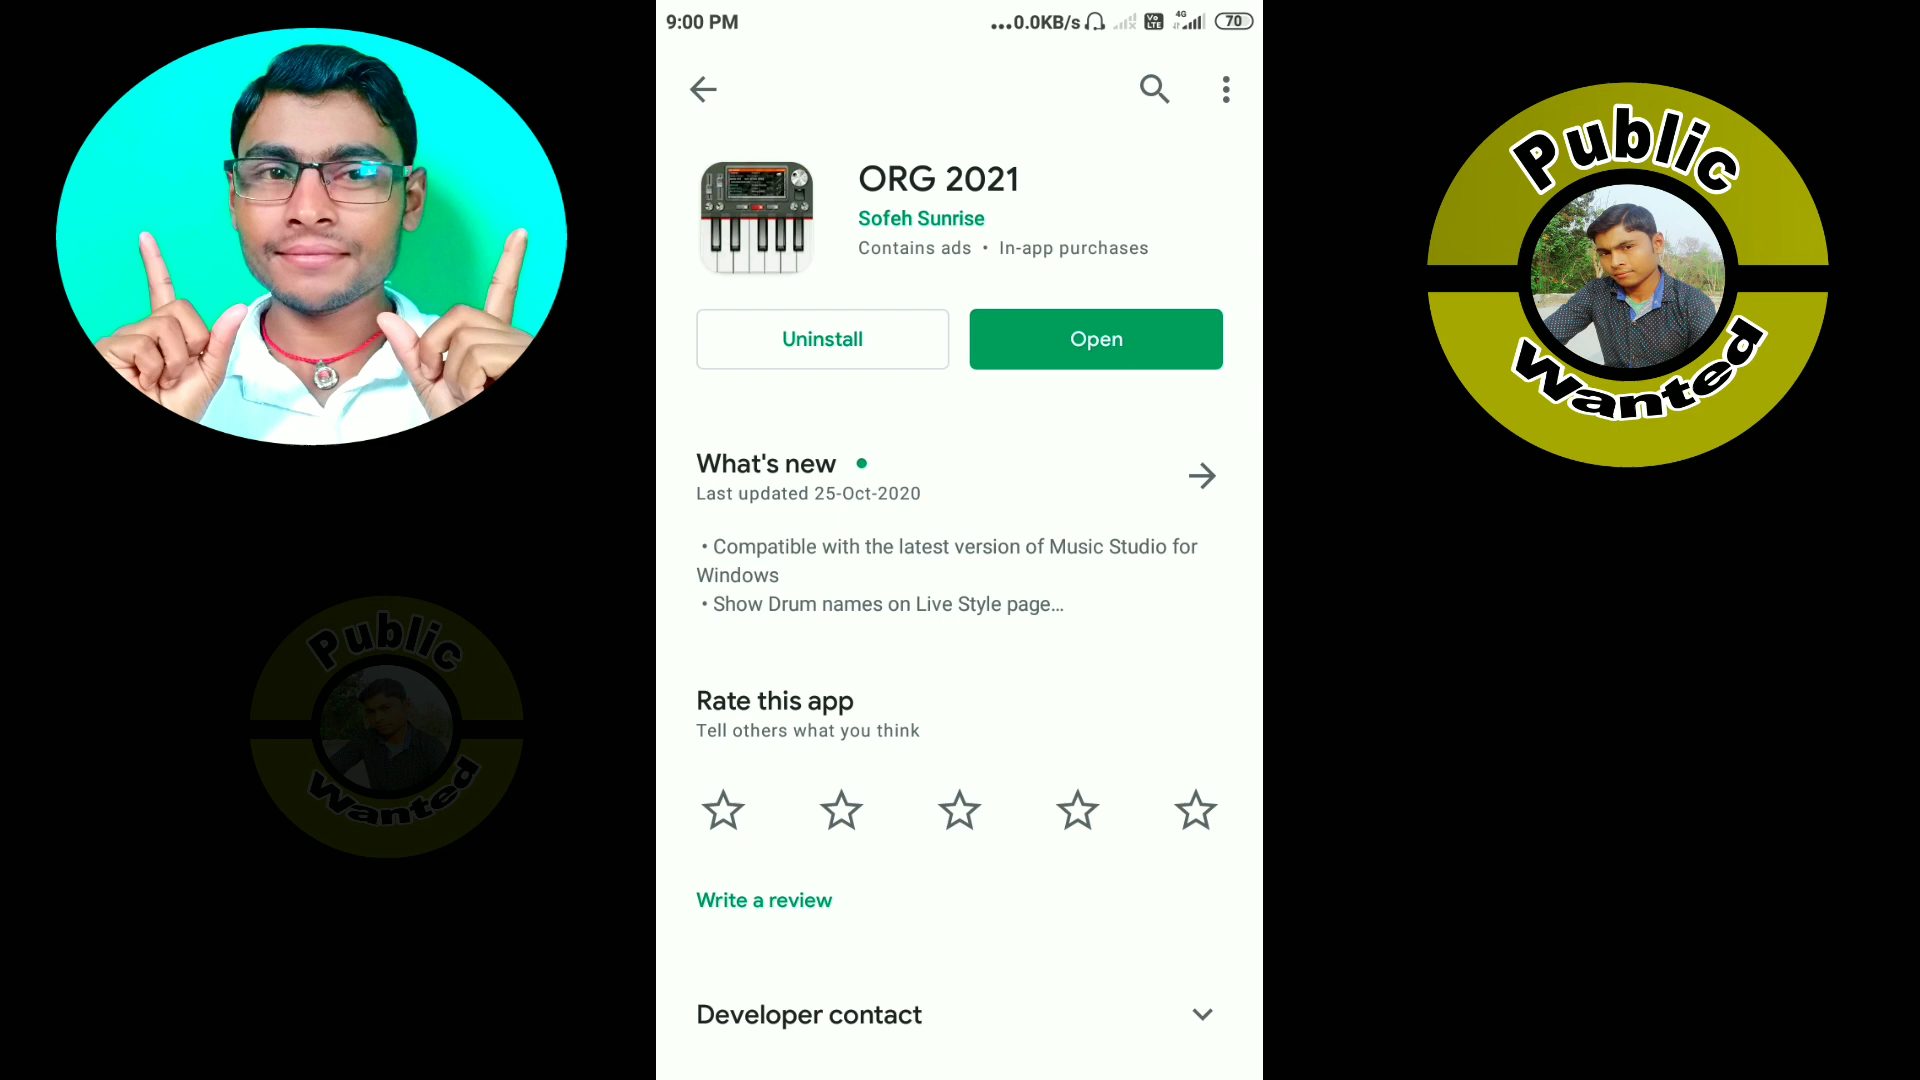 9:00 PM
...0.0KB/s
Vo LTE
4G
70
ORG 2021
Sofeh Sunrise
Contains ads • In-app purchases
Uninstall
Open
What's new
Last updated 25-Oct-2020
• Compatible with the latest version of Music Studio for
Windows
• Show Drum names on Live Style page...
Rate this app
Tell others what you think
Write a review
Developer contact
Public
Wanted
Public
Wanted